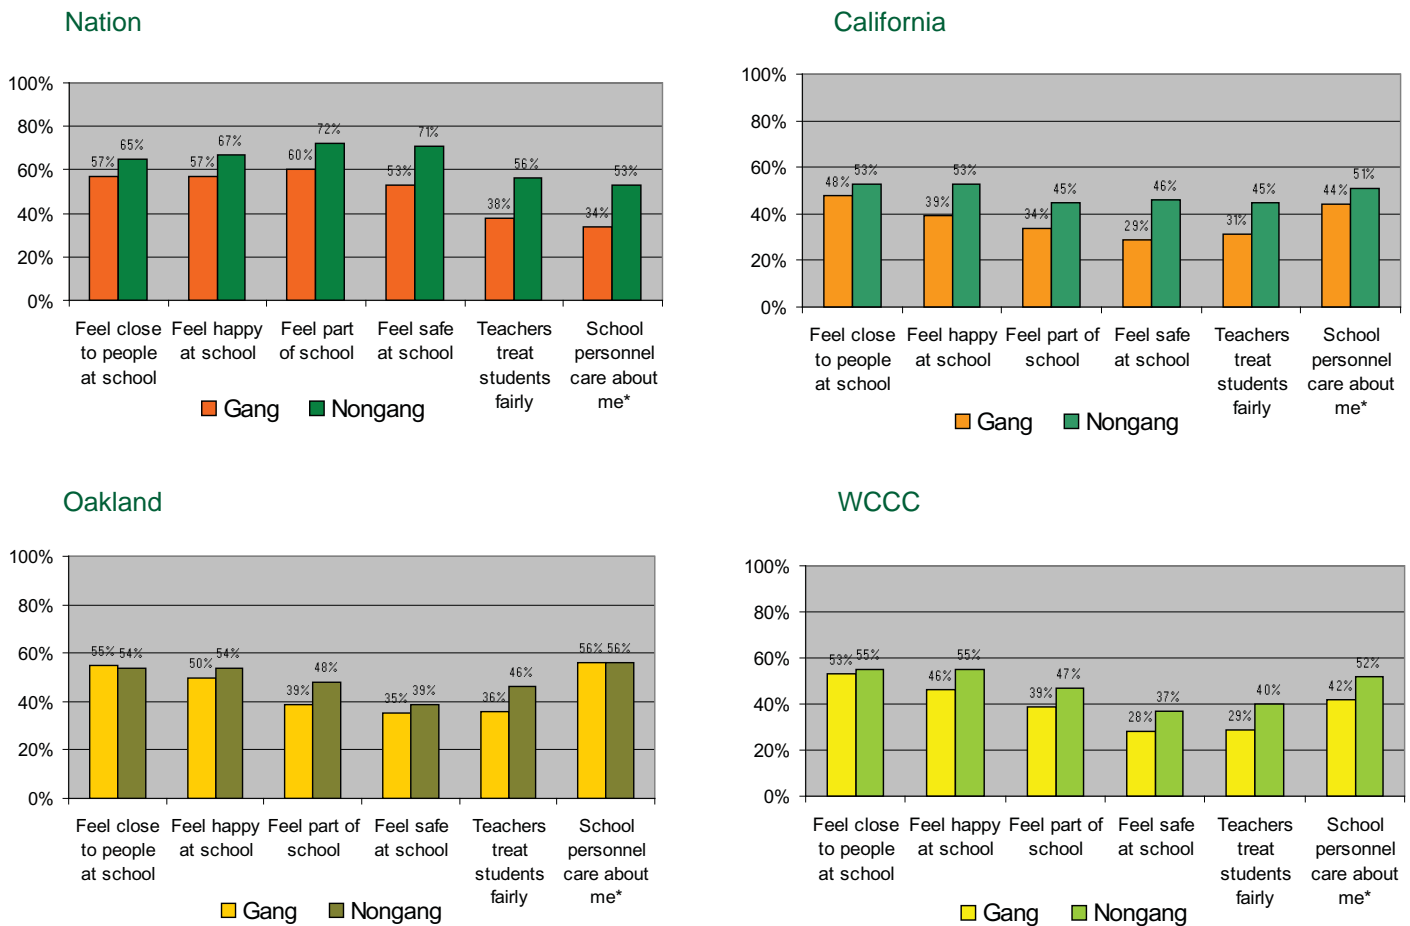 Nation
100%
80%
60%
40%
20%
0%
57%
65%
57%
67%
60%
72%
53%
71%
38%
56%
34%
53%
Feel close
to people
at school
Feel happy
at school
Feel part
of school
Feel safe
at school
Teachers
treat
students
fairly
School
personnel
care about
me*
Gang
Nongang
California
100%
80%
60%
40%
20%
0%
48%
53%
39%
53%
34%
45%
29%
46%
31%
45%
44%
51%
Feel close
to people
at school
Feel happy
at school
Feel part of
school
Feel safe
at school
Teachers
treat
students
fairly
School
personnel
care about
me*
Gang
Nongang
Oakland
100%
80%
60%
40%
20%
0%
55%
54%
50%
54%
39%
48%
35%
39%
36%
46%
56%
56%
Feel close
to people
at school
Feel happy
at school
Feel part of
school
Feel safe
at school
Teachers
treat
students
fairly
School
personnel
care about
me*
Gang
Nongang
WCCC
100%
80%
60%
40%
20%
0%
53%
55%
46%
55%
39%
47%
28%
37%
29%
40%
42%
52%
Feel close
to people
at school
Feel happy
at school
Feel part of
school
Feel safe
at school
Teachers
treat
students
fairly
School
personnel
care about
me*
Gang
Nongang